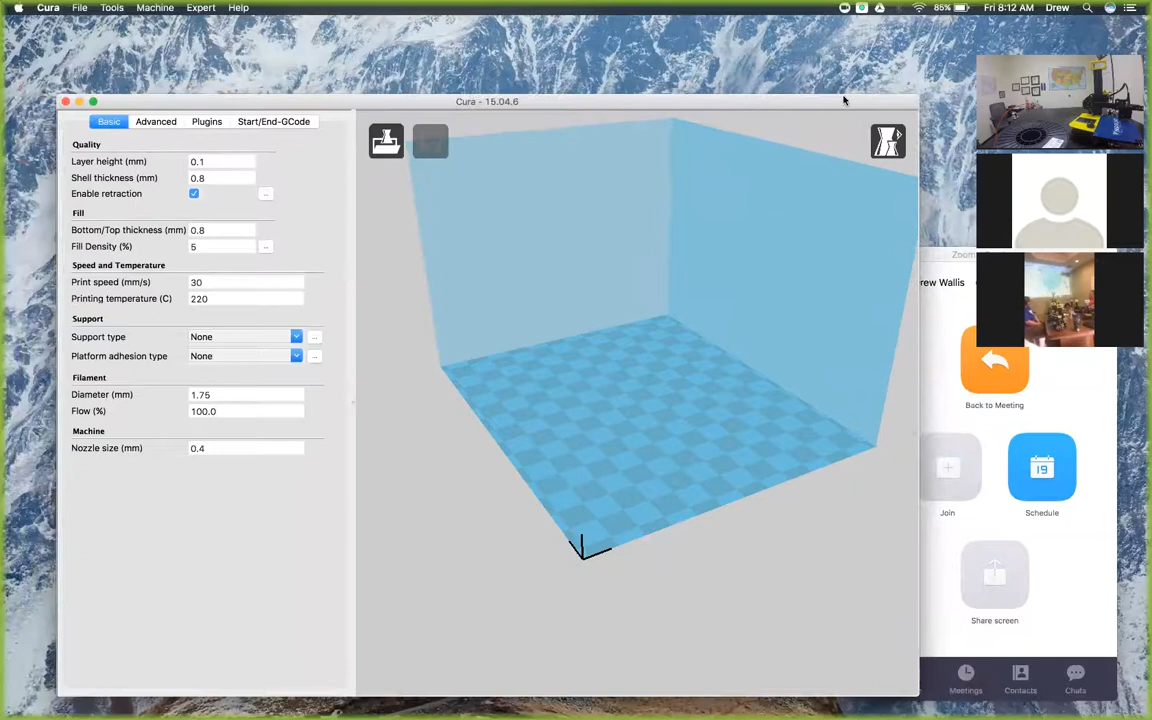 Cura File Tools Machine Expert Help 85% Fri 8:12 AM Drew
Cura - 15.04.6
Basic Advanced Plugins Start/End-GCode
Quality
Layer height (mm) 0.1
Shell thickness (mm) 0.8
Enable retraction ...
Fill
Bottom/Top thickness (mm) 0.8
Fill Density (%) 5 ...
Speed and Temperature
Print speed (mm/s) 30
Printing temperature (C) 220
Support
Support type None ...
Platform adhesion type None ...
Filament
Diameter (mm) 1.75
Flow (%) 100.0
Machine
Nozzle size (mm) 0.4
Zoom
rew Wallis
Back to Meeting
19
Join Schedule
Share screen
Meetings Contacts Chats